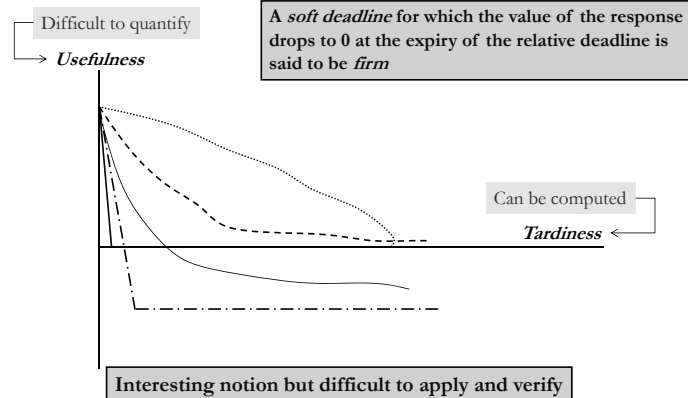 Difficult to quantify
Usefulness
A soft deadline for which the value of the response
drops to 0 at the expiry of the relative deadline is
said to be firm
Can be computed
Tardiness
Interesting notion but difficult to apply and verify